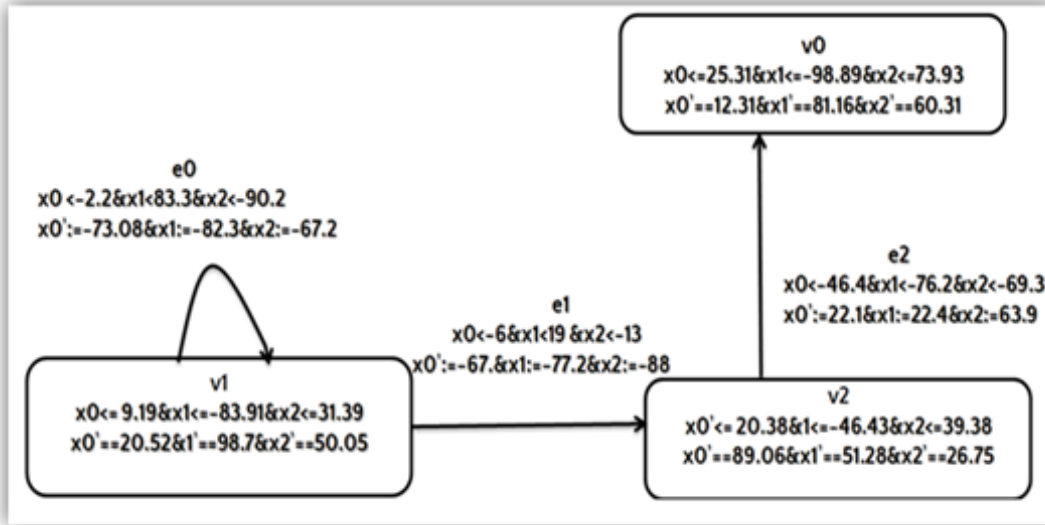 v0
x0<=25.31&x1<=-98.89&x2<=73.93
x0'==12.31&x1'==81.16&x2'==60.31
e0
x0 <-2.2&x1<83.3&x2<-90.2
x0':=-73.08&x1:=-82.3&x2:=-67.2
e2
x0<-46.4&x1<-76.2&x2<-69.3
x0':=22.1&x1:=22.4&x2:=63.9
e1
x0<-6&x1<19 &x2<-13
x0':=-67.&x1:=-77.2&x2:=-88
v1
x0<= 9.19&x1<=-83.91&x2<=31.39
x0'==20.52&1'==98.7&x2'==50.05
v2
x0'<= 20.38&1<=-46.43&x2<=39.38
x0'==89.06&x1'==51.28&x2'==26.75